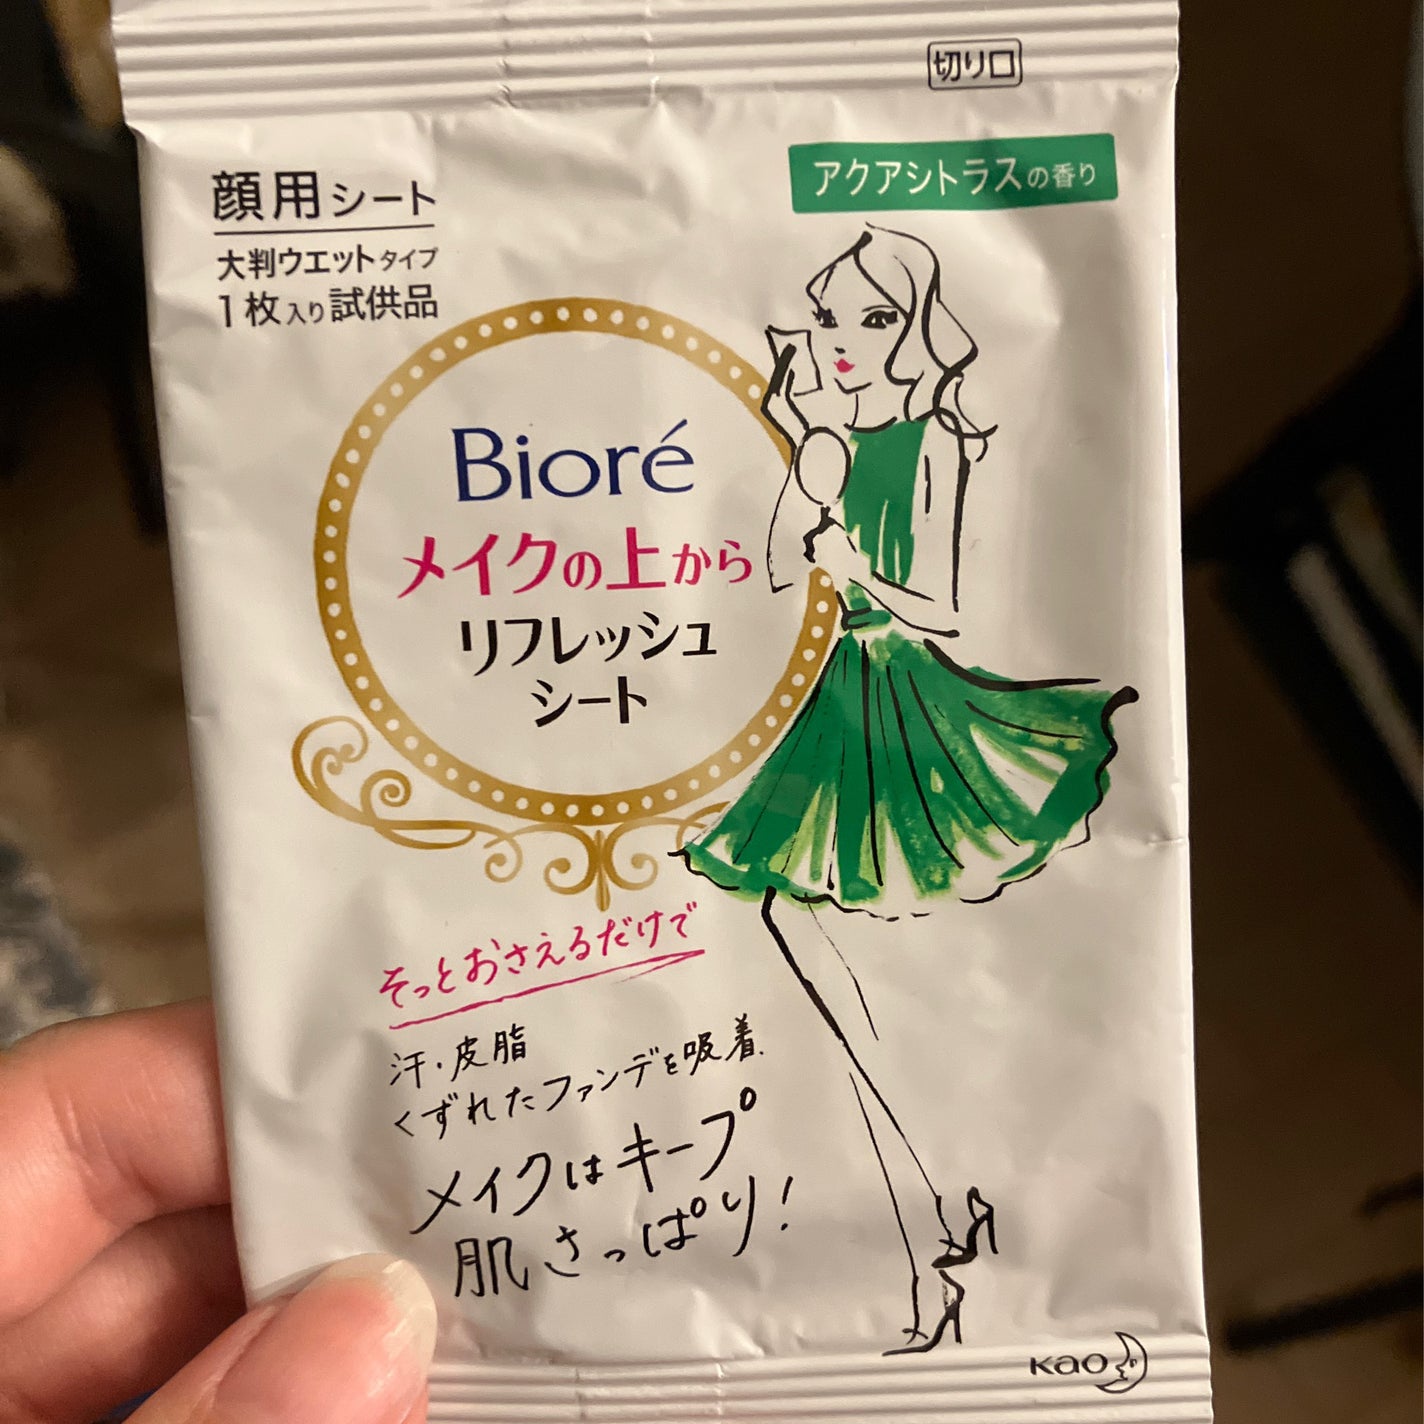 切り口
アクアシトラスの香り
顔用シート
大判ウエットタイプ
1枚入り試供品
Bioré
メイクの上から
リフレッシュ
シート
そっとおさえるだけで
汗・皮脂
くずれたファンデを吸着
メイクはキープ
肌さっぱり!
Kao